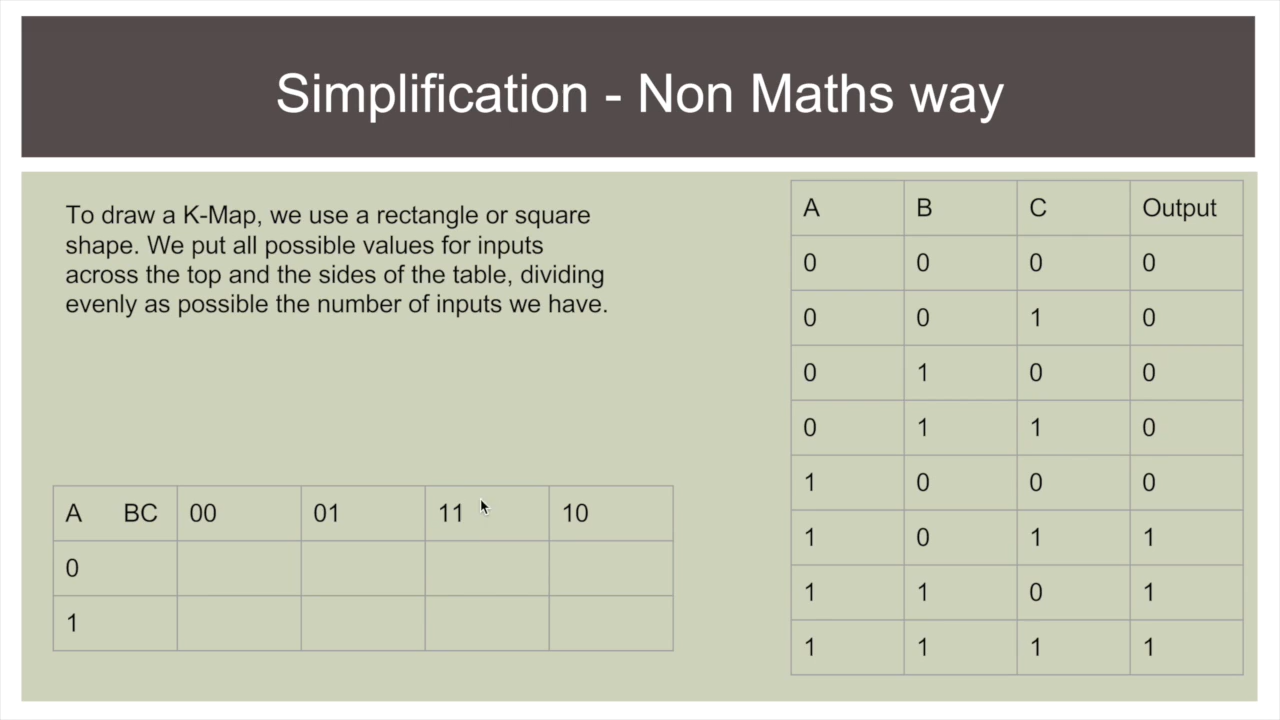 Simplification - Non Maths way
To draw a K-Map, we use a rectangle or square
shape. We put all possible values for inputs
across the top and the sides of the table, dividing
evenly as possible the number of inputs we have.
A BC 00 01 11 10
0
1
A B C Output
0 0 0 0
0 0 1 0
0 1 0 0
0 1 1 0
1 0 0 0
1 0 1 1
1 1 0 1
1 1 1 1